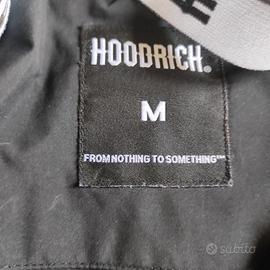 HOODRICH®
M
FROM NOTHING TO SOMETHING™
subito